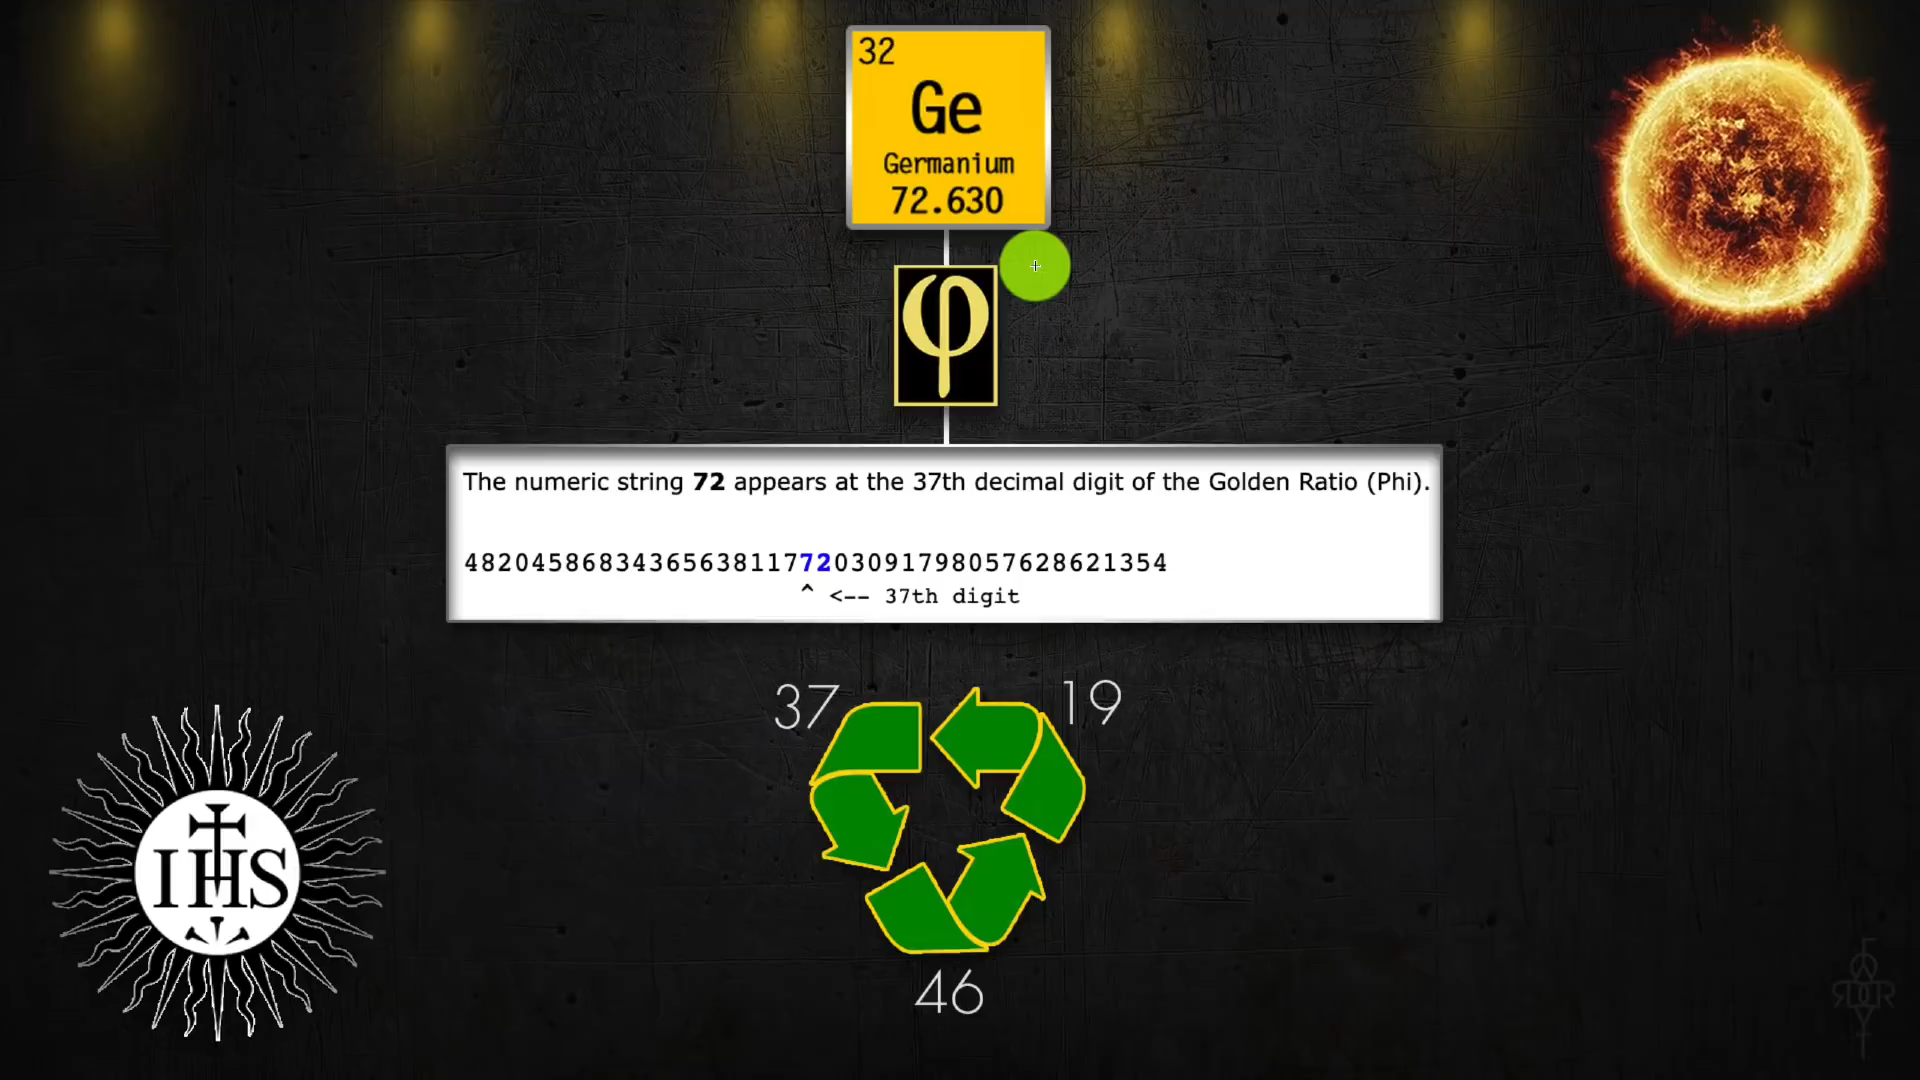 32
Ge
Germanium
72.630
φ
The numeric string 72 appears at the 37th decimal digit of the Golden Ratio (Phi).
482045868343656381177203091798057628621354
^ <-- 37th digit
37
19
46
IHS